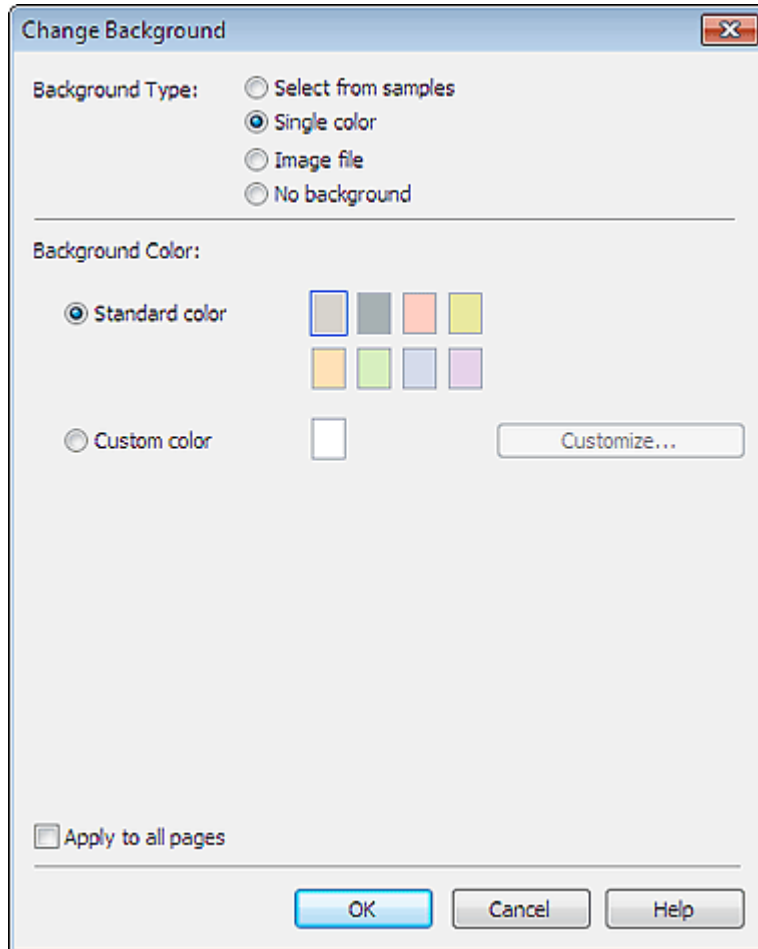 Change Background
Background Type:
Select from samples
Single color
Image file
No background
Background Color:
Standard color
Custom color
Customize...
Apply to all pages
OK
Cancel
Help